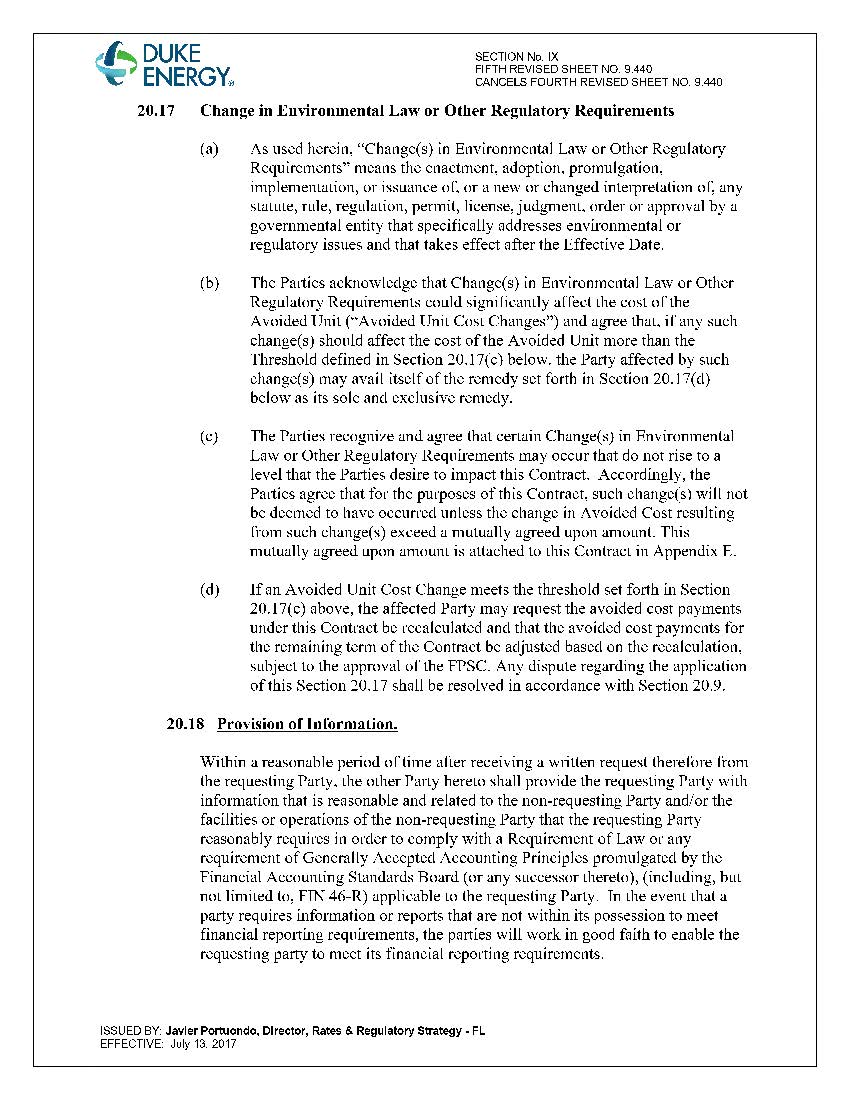 DUKE
ENERGY®
SECTION No. IX
FIFTH REVISED SHEET NO. 9.440
CANCELS FOURTH REVISED SHEET NO. 9.440
20.17 Change in Environmental Law or Other Regulatory Requirements
(a) As used herein, “Change(s) in Environmental Law or Other Regulatory
Requirements” means the enactment, adoption, promulgation,
implementation, or issuance of, or a new or changed interpretation of, any
statute, rule, regulation, permit, license, judgment, order or approval by a
governmental entity that specifically addresses environmental or
regulatory issues and that takes effect after the Effective Date.
(b) The Parties acknowledge that Change(s) in Environmental Law or Other
Regulatory Requirements could significantly affect the cost of the
Avoided Unit (“Avoided Unit Cost Changes”) and agree that, if any such
change(s) should affect the cost of the Avoided Unit more than the
Threshold defined in Section 20.17(c) below, the Party affected by such
change(s) may avail itself of the remedy set forth in Section 20.17(d)
below as its sole and exclusive remedy.
(c) The Parties recognize and agree that certain Change(s) in Environmental
Law or Other Regulatory Requirements may occur that do not rise to a
level that the Parties desire to impact this Contract. Accordingly, the
Parties agree that for the purposes of this Contract, such change(s) will not
be deemed to have occurred unless the change in Avoided Cost resulting
from such change(s) exceed a mutually agreed upon amount. This
mutually agreed upon amount is attached to this Contract in Appendix E.
(d) If an Avoided Unit Cost Change meets the threshold set forth in Section
20.17(c) above, the affected Party may request the avoided cost payments
under this Contract be recalculated and that the avoided cost payments for
the remaining term of the Contract be adjusted based on the recalculation,
subject to the approval of the FPSC. Any dispute regarding the application
of this Section 20.17 shall be resolved in accordance with Section 20.9.
20.18 Provision of Information.
Within a reasonable period of time after receiving a written request therefore from
the requesting Party, the other Party hereto shall provide the requesting Party with
information that is reasonable and related to the non-requesting Party and/or the
facilities or operations of the non-requesting Party that the requesting Party
reasonably requires in order to comply with a Requirement of Law or any
requirement of Generally Accepted Accounting Principles promulgated by the
Financial Accounting Standards Board (or any successor thereto), (including, but
not limited to, FIN 46-R) applicable to the requesting Party. In the event that a
party requires information or reports that are not within its possession to meet
financial reporting requirements, the parties will work in good faith to enable the
requesting party to meet its financial reporting requirements.
ISSUED BY: Javier Portuondo, Director, Rates & Regulatory Strategy - FL
EFFECTIVE: July 13, 2017